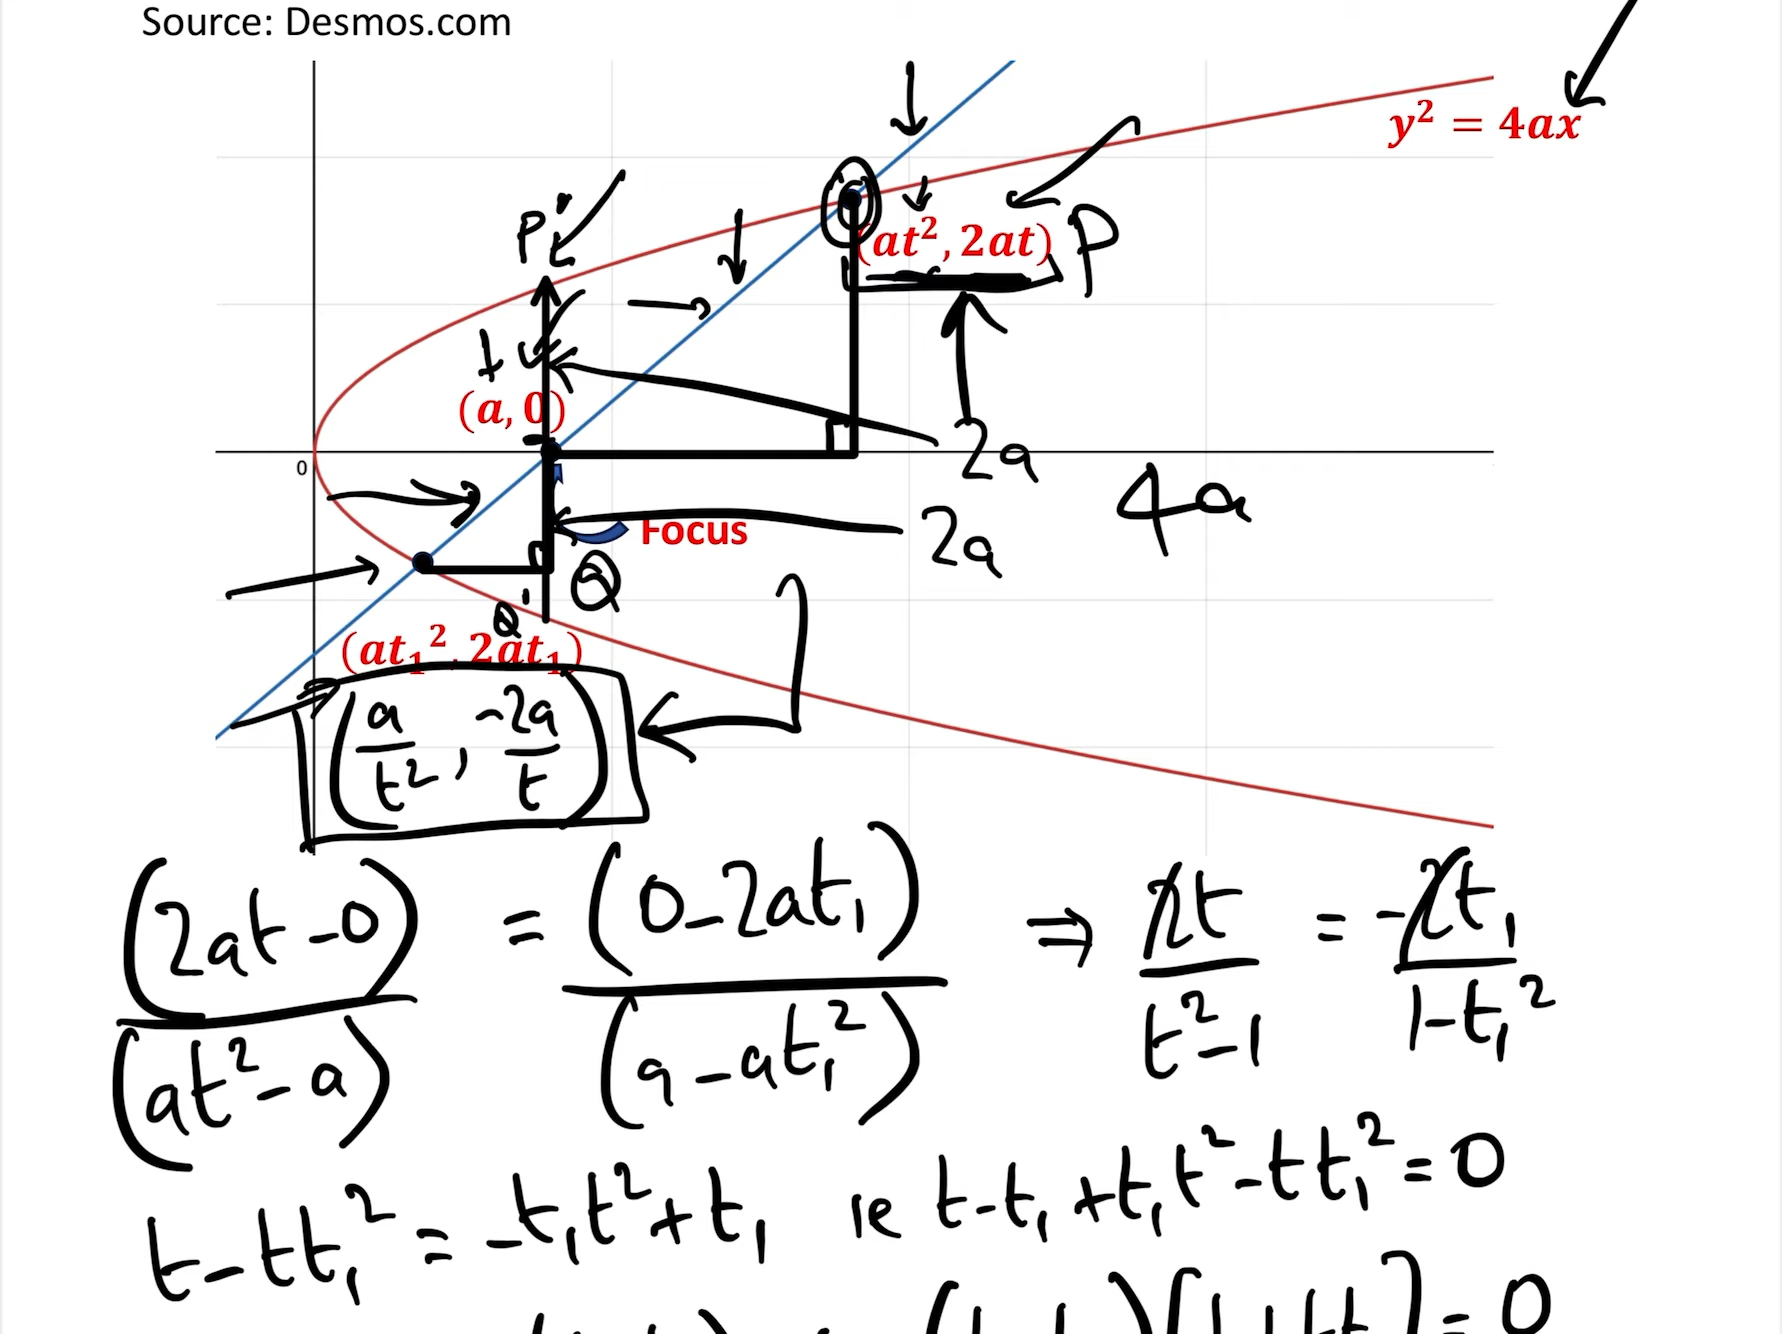 Source: Desmos.com
y² = 4ax
P'
(at², 2at) P
t
(a, 0)
0
2a
4a
Focus
2a
Q
Q'
(at₁², 2at₁)
(a/t², -2a/t)
(2at - 0)/(at² - a) = (0 - 2at₁)/(a - at₁²) ⇒ 2t/(t² - 1) = -2t₁/(1 - t₁²)
t - tt₁² = -t₁t² + t₁ ie t - t₁ + t₁t² - tt₁² = 0
= 0